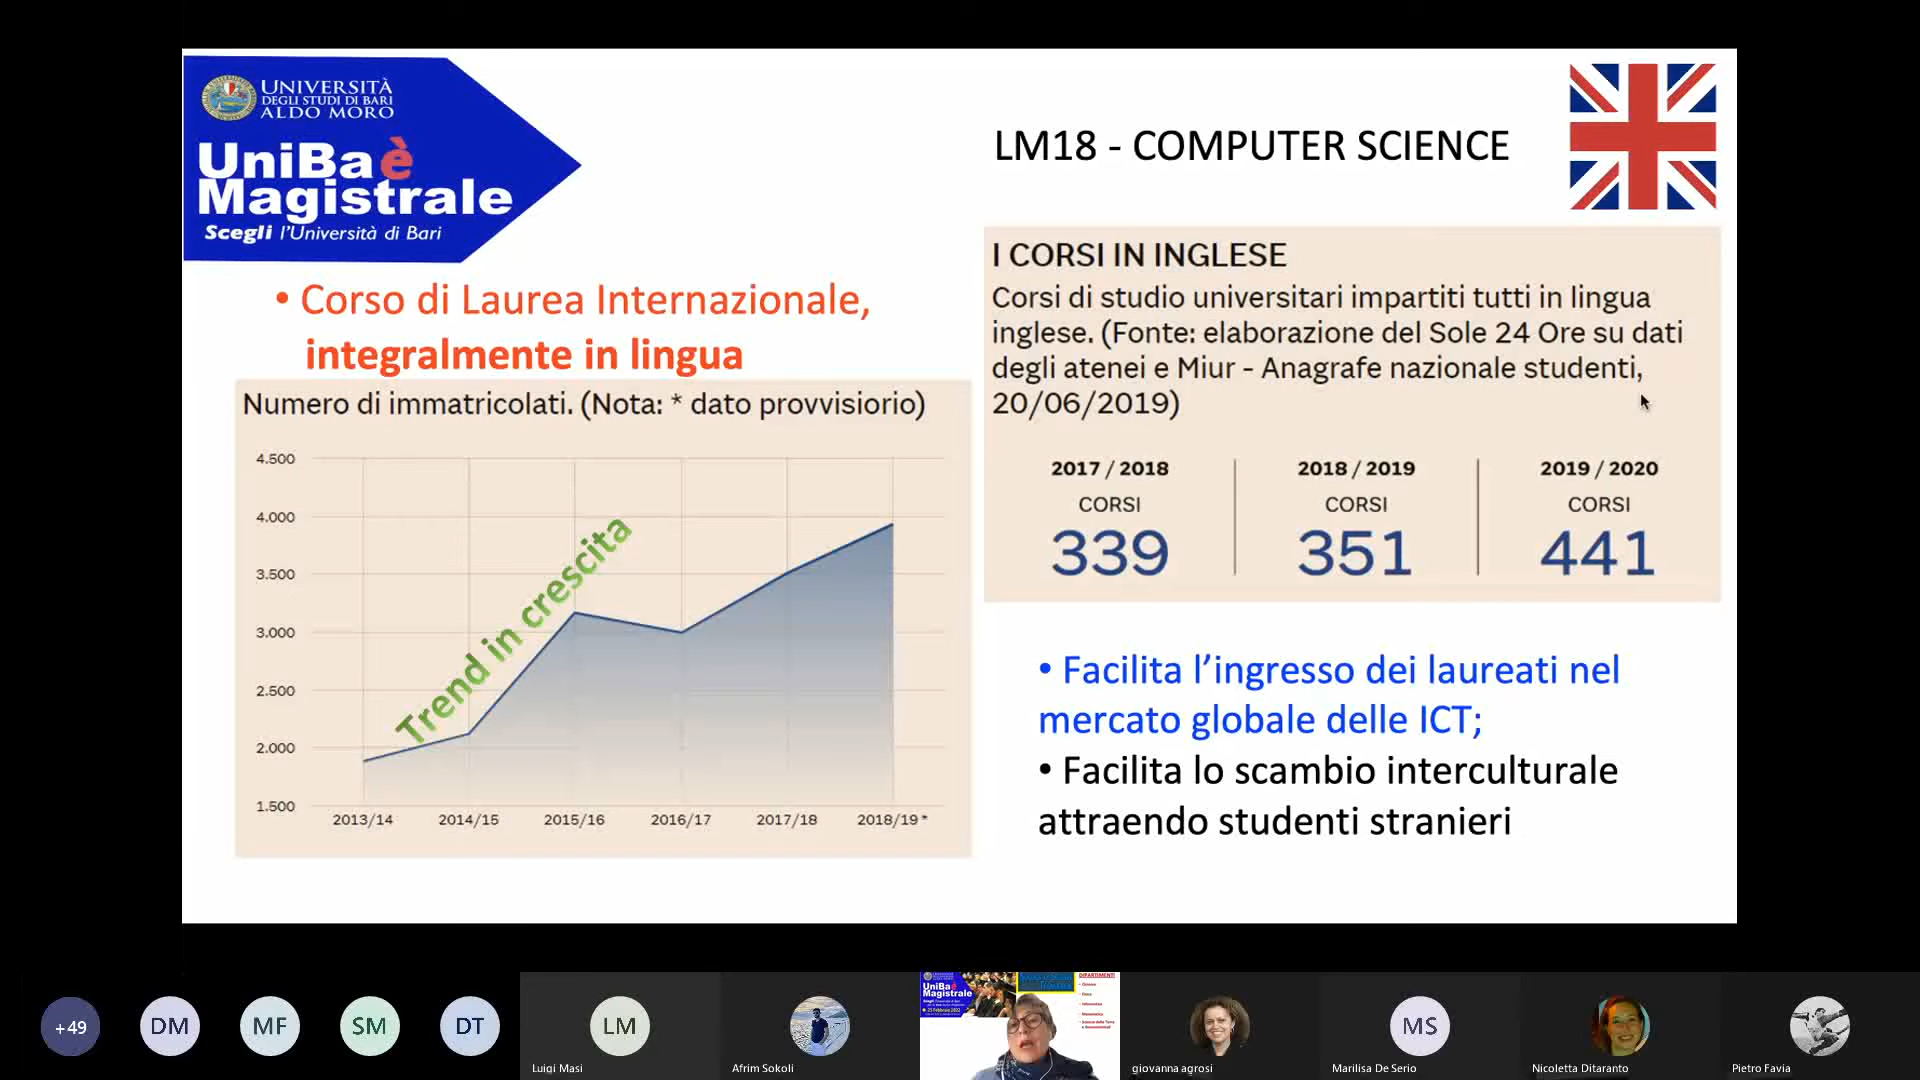 UNIVERSITÀ
DEGLI STUDI DI BARI
ALDO MORO
UniBa è
Magistrale
Scegli l'Università di Bari
LM18 - COMPUTER SCIENCE
• Corso di Laurea Internazionale,
integralmente in lingua
Numero di immatricolati. (Nota: * dato provvisiorio)
4.500
4.000
3.500
3.000
2.500
2.000
1.500
2013/14 2014/15 2015/16 2016/17 2017/18 2018/19*
Trend in crescita
I CORSI IN INGLESE
Corsi di studio universitari impartiti tutti in lingua
inglese. (Fonte: elaborazione del Sole 24 Ore su dati
degli atenei e Miur - Anagrafe nazionale studenti,
20/06/2019)
2017 / 2018 2018 / 2019 2019 / 2020
CORSI CORSI CORSI
339 351 441
• Facilita l'ingresso dei laureati nel
mercato globale delle ICT;
• Facilita lo scambio interculturale
attraendo studenti stranieri
+49 DM MF SM DT LM MS
UniBa è
Magistrale
DIPARTIMENTI
Luigi Masi Afrim Sokoli giovanna agrosi Marilisa De Serio Nicoletta Ditaranto Pietro Favia